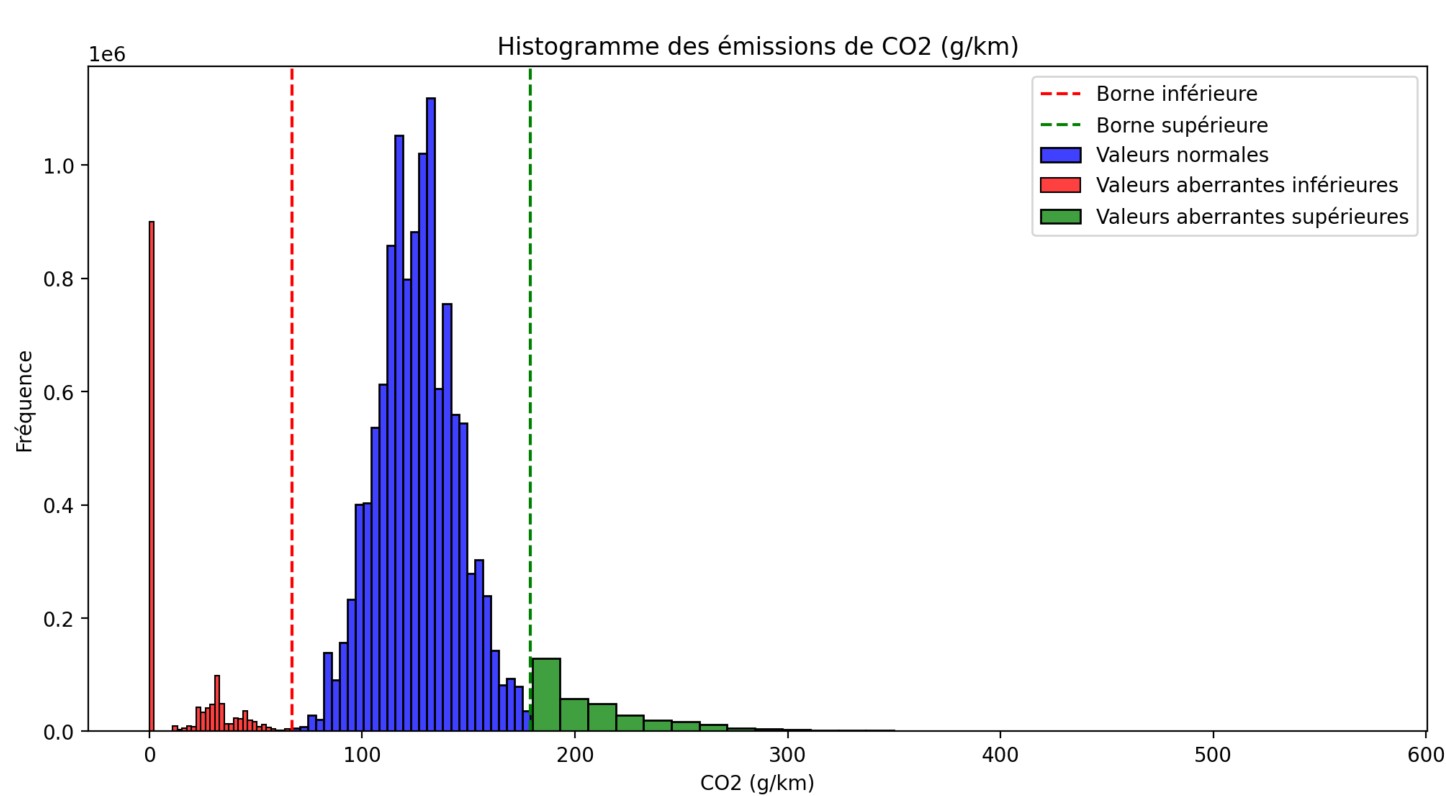 Histogramme des émissions de CO2 (g/km)
1e6
Borne inférieure
Borne supérieure
Valeurs normales
Valeurs aberrantes inférieures
Valeurs aberrantes supérieures
1.0
0.8
0.6
0.4
0.2
0.0
Fréquence
0 100 200 300 400 500 600
CO2 (g/km)